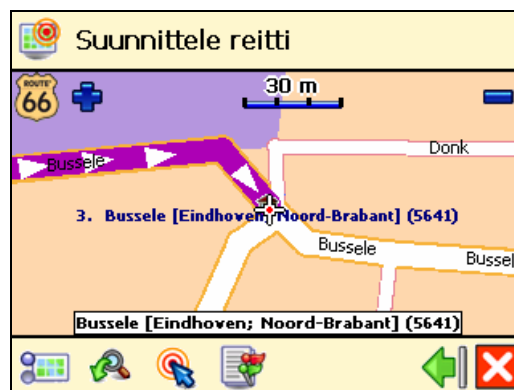 Suunnittele reitti
ROUTE
66
30 m
Donk
Bussele
3. Bussele [Eindhoven; Noord-Brabant] (5641)
Bussele
Bussel
Bussele [Eindhoven; Noord-Brabant] (5641)